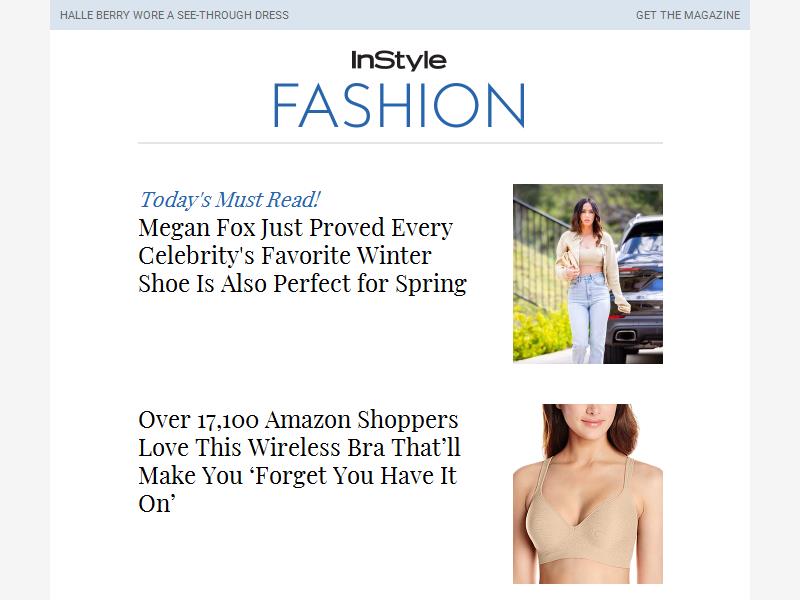 HALLE BERRY WORE A SEE-THROUGH DRESS
GET THE MAGAZINE
InStyle
FASHION
Today's Must Read!
Megan Fox Just Proved Every
Celebrity's Favorite Winter
Shoe Is Also Perfect for Spring
Over 17,100 Amazon Shoppers
Love This Wireless Bra That’ll
Make You ‘Forget You Have It
On’